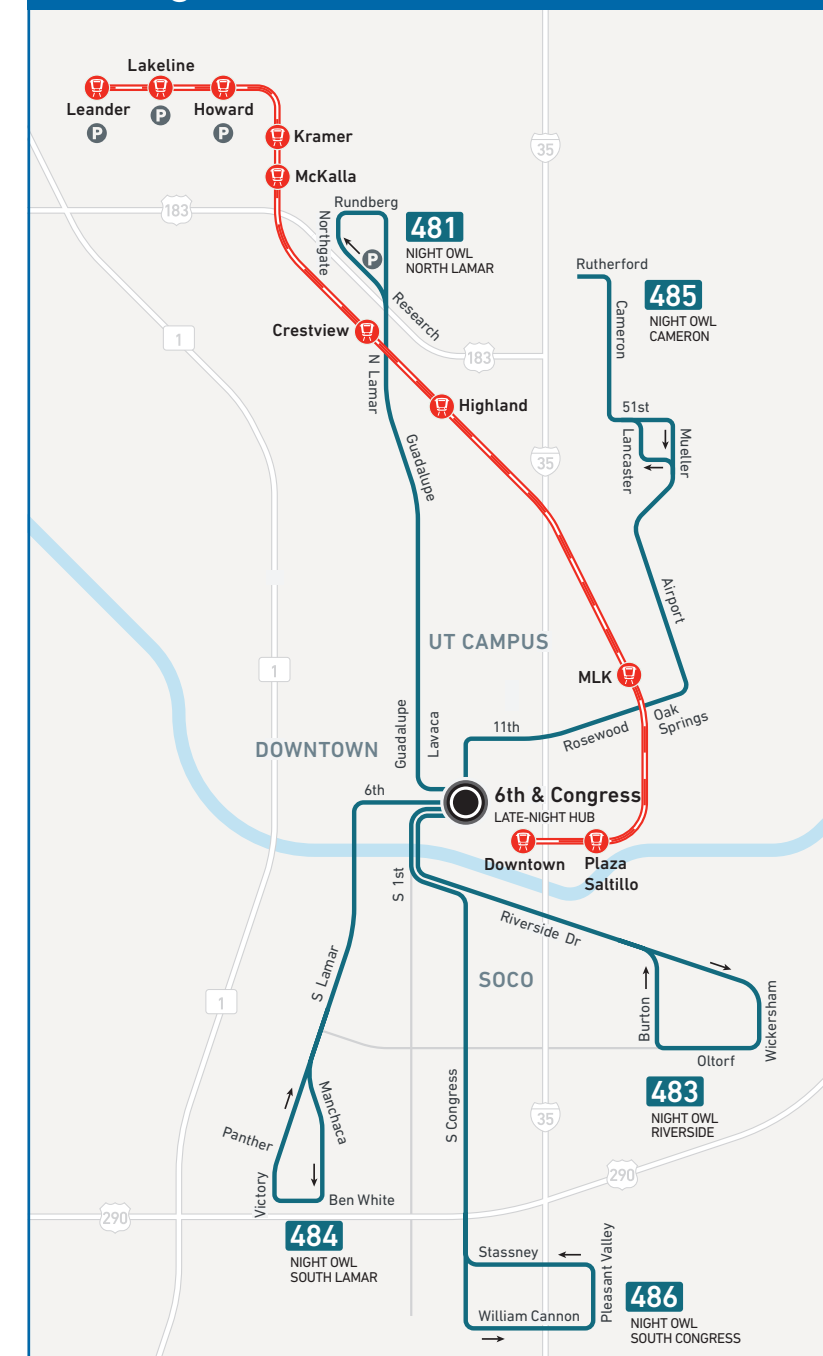 Lakeline
Leander
Howard
P
P
P
Kramer
McKalla
35
183
Rundberg
Northgate
P
481
NIGHT OWL
NORTH LAMAR
Research
Rutherford
485
NIGHT OWL
CAMERON
Cameron
1
Crestview
N Lamar
183
Highland
51st
Lancaster
Mueller
Guadalupe
35
Airport
UT CAMPUS
1
MLK
Guadalupe
Lavaca
11th
Rosewood
Oak
Springs
DOWNTOWN
6th
6th & Congress
LATE-NIGHT HUB
Downtown
Plaza
Saltillo
S 1st
Riverside Dr
S Lamar
SOCO
1
Burton
Wickersham
Oltorf
483
NIGHT OWL
RIVERSIDE
Manchaca
S Congress
35
Panther
Victory
Ben White
290
290
484
NIGHT OWL
SOUTH LAMAR
Stassney
Pleasant Valley
William Cannon
486
NIGHT OWL
SOUTH CONGRESS